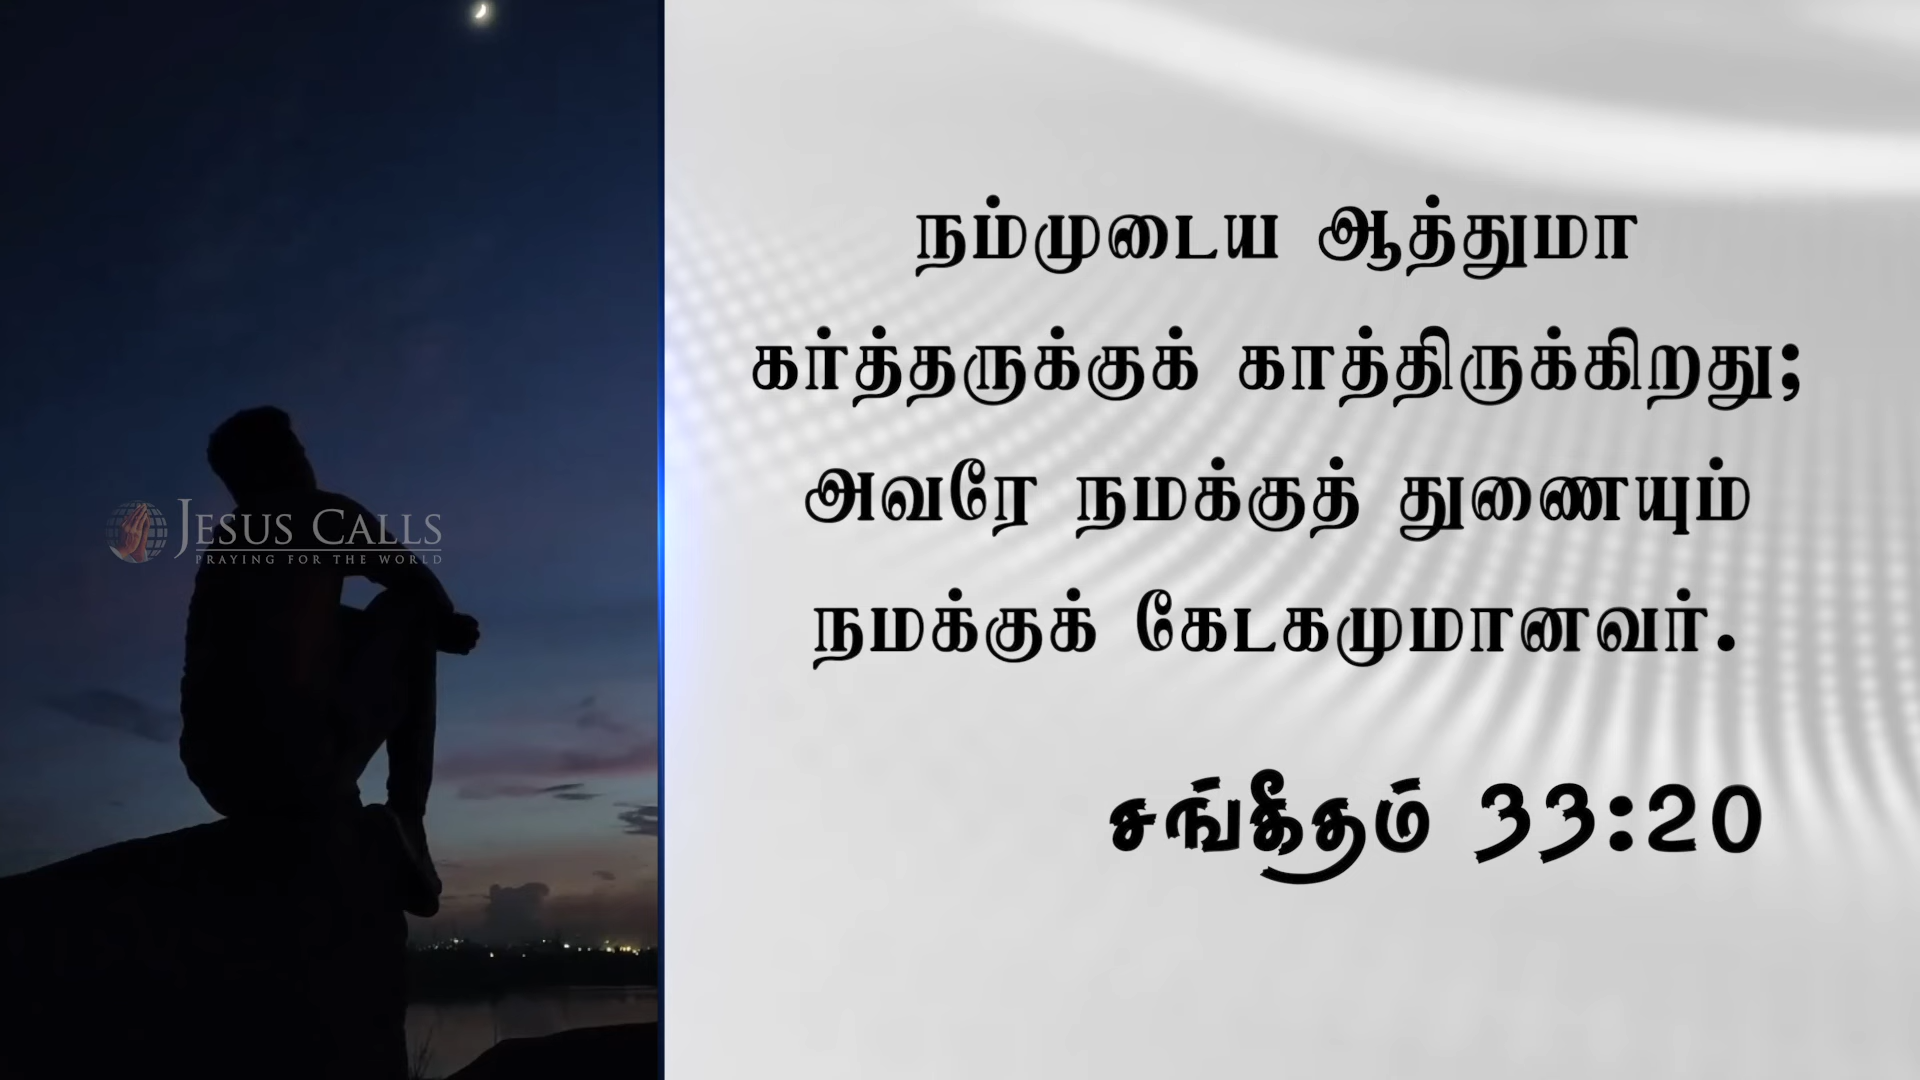 JESUS CALLS
PRAYING FOR THE WORLD
நம்முடைய ஆத்துமா
கர்த்தருக்குக் காத்திருக்கிறது;
அவரே நமக்குத் துணையும்
நமக்குக் கேடகமுமானவர்.
சங்கீதம் 33:20